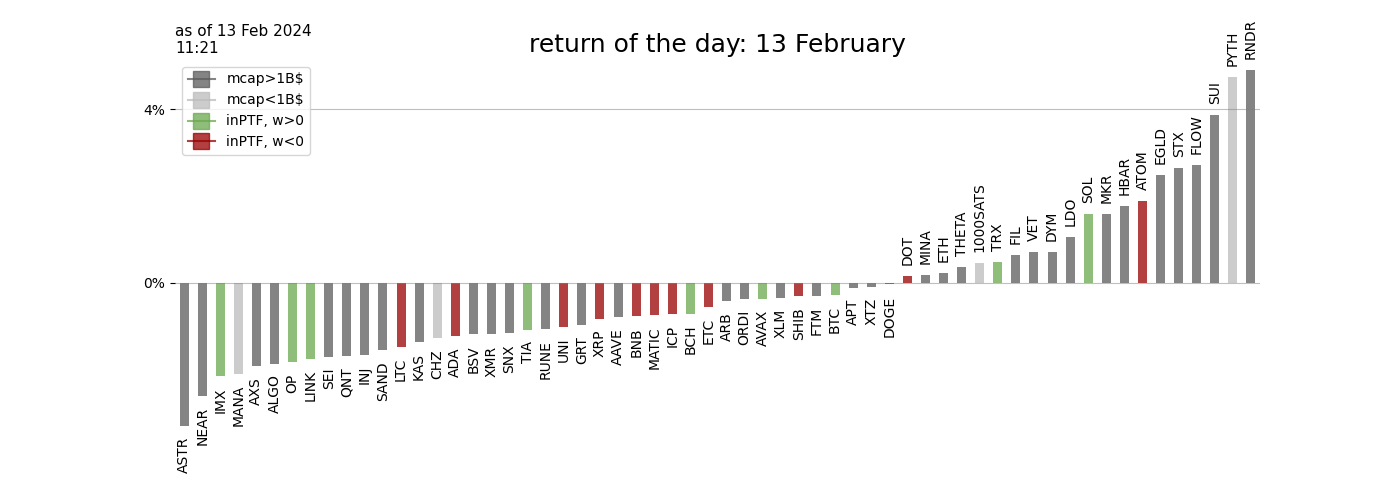 as of 13 Feb 2024
11:21
return of the day: 13 February
mcap>1B$
mcap<1B$
inPTF, w>0
inPTF, w<0
4%
0%
ASTR
NEAR
IMX
MANA
AXS
ALGO
OP
LINK
SEI
QNT
INJ
SAND
LTC
KAS
CHZ
ADA
BSV
XMR
SNX
TIA
RUNE
UNI
GRT
XRP
AAVE
BNB
MATIC
ICP
BCH
ETC
ARB
ORDI
AVAX
XLM
SHIB
FTM
BTC
APT
XTZ
DOGE
DOT
MINA
ETH
THETA
1000SATS
TRX
FIL
VET
DYM
LDO
SOL
MKR
HBAR
ATOM
EGLD
STX
FLOW
SUI
PYTH
RNDR